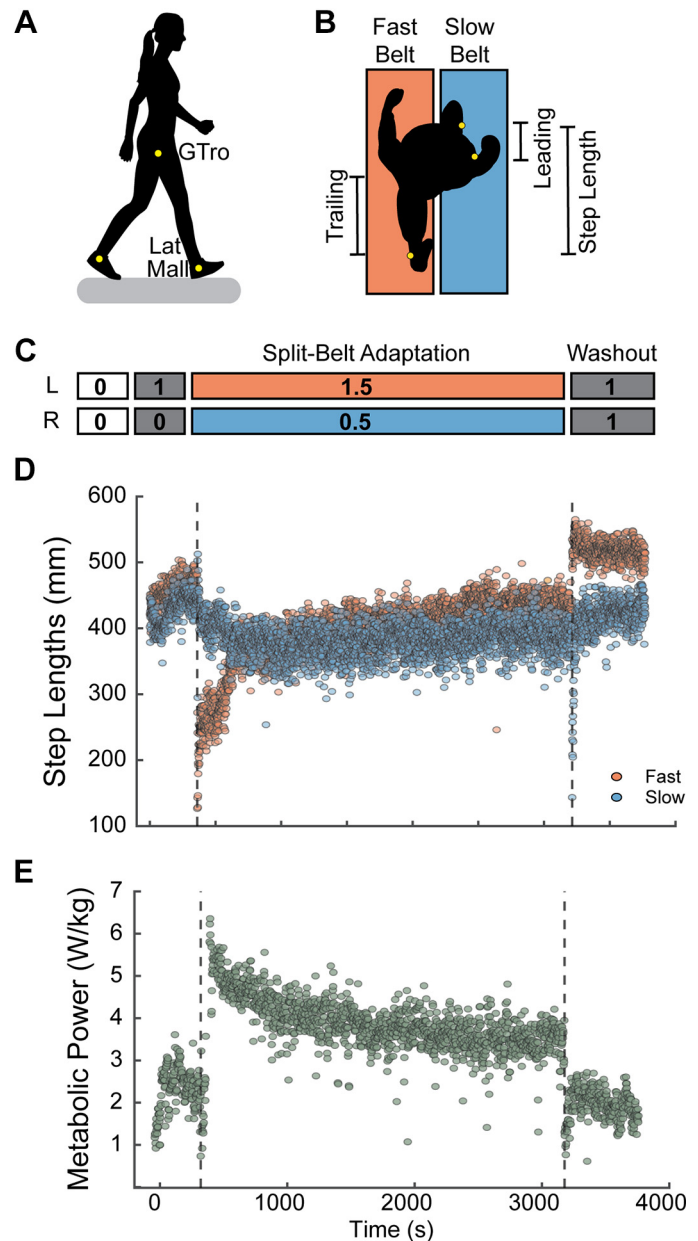 A
GTro
Lat
Mall
B
Fast
Belt
Slow
Belt
Trailing
Leading
Step Length
C
Split-Belt Adaptation
Washout
L
0
1
1.5
1
R
0
0
0.5
1
D
Step Lengths (mm)
600
500
400
300
200
100
Fast
Slow
E
Metabolic Power (W/kg)
7
6
5
4
3
2
1
0
1000
2000
3000
4000
Time (s)